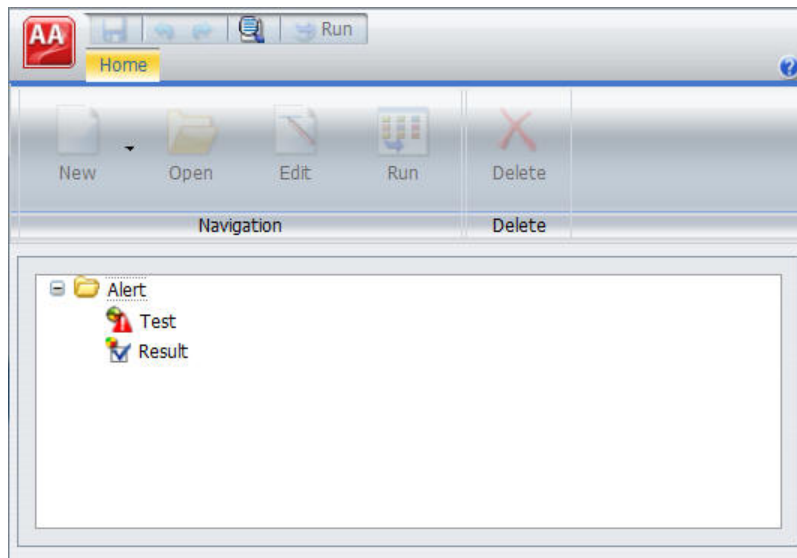 AA
Run
Home
New Open Edit Run Delete
Navigation Delete
Alert
Test
Result